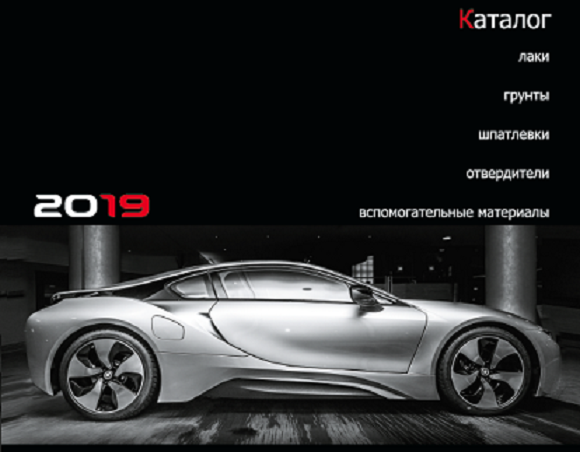 Каталог
лаки
грунты
шпатлевки
отвердители
вспомогательные материалы
2019